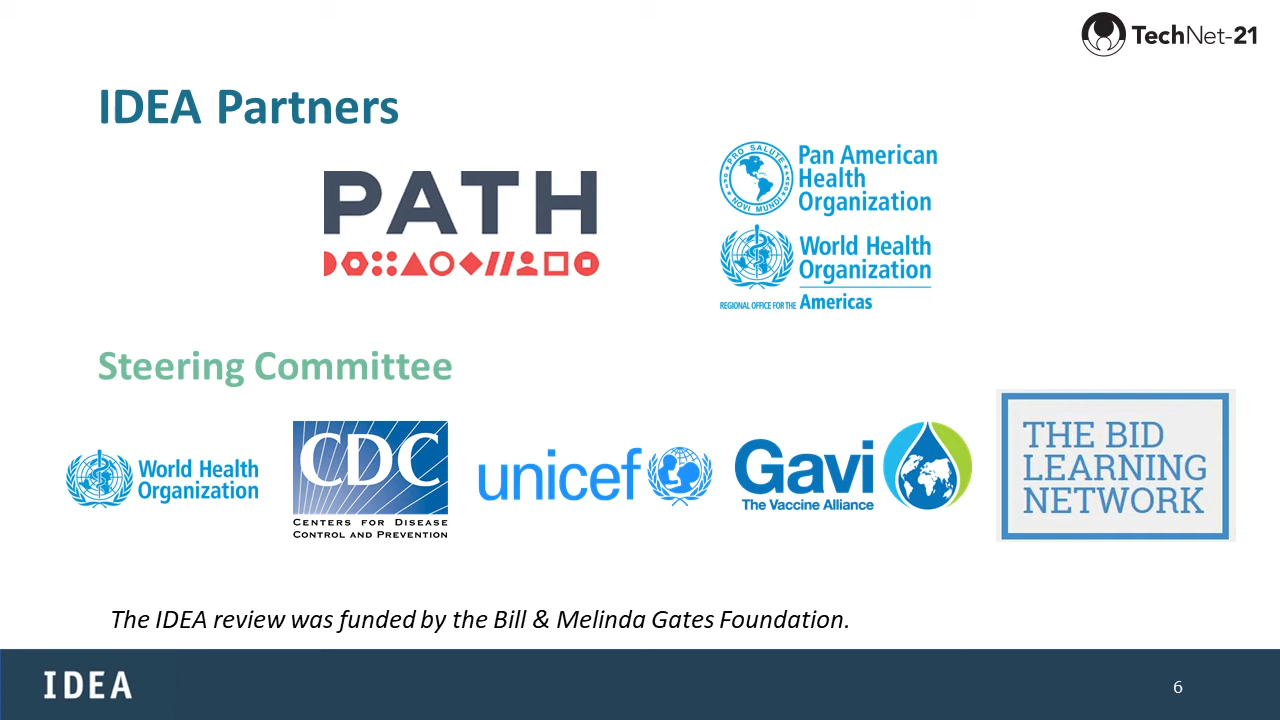 TechNet-21
IDEA Partners
PATH
PRO SALUTE
NOVI MUNDI
Pan American
Health
Organization
World Health
Organization
REGIONAL OFFICE FOR THE Americas
Steering Committee
World Health
Organization
CDC
CENTERS FOR DISEASE
CONTROL AND PREVENTION
unicef
Gavi
The Vaccine Alliance
THE BID
LEARNING
NETWORK
The IDEA review was funded by the Bill & Melinda Gates Foundation.
IDEA
6